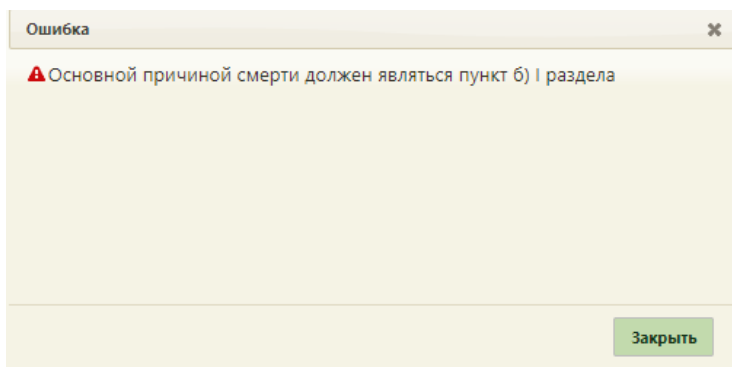 Ошибка
Основной причиной смерти должен являться пункт б) I раздела
Закрыть